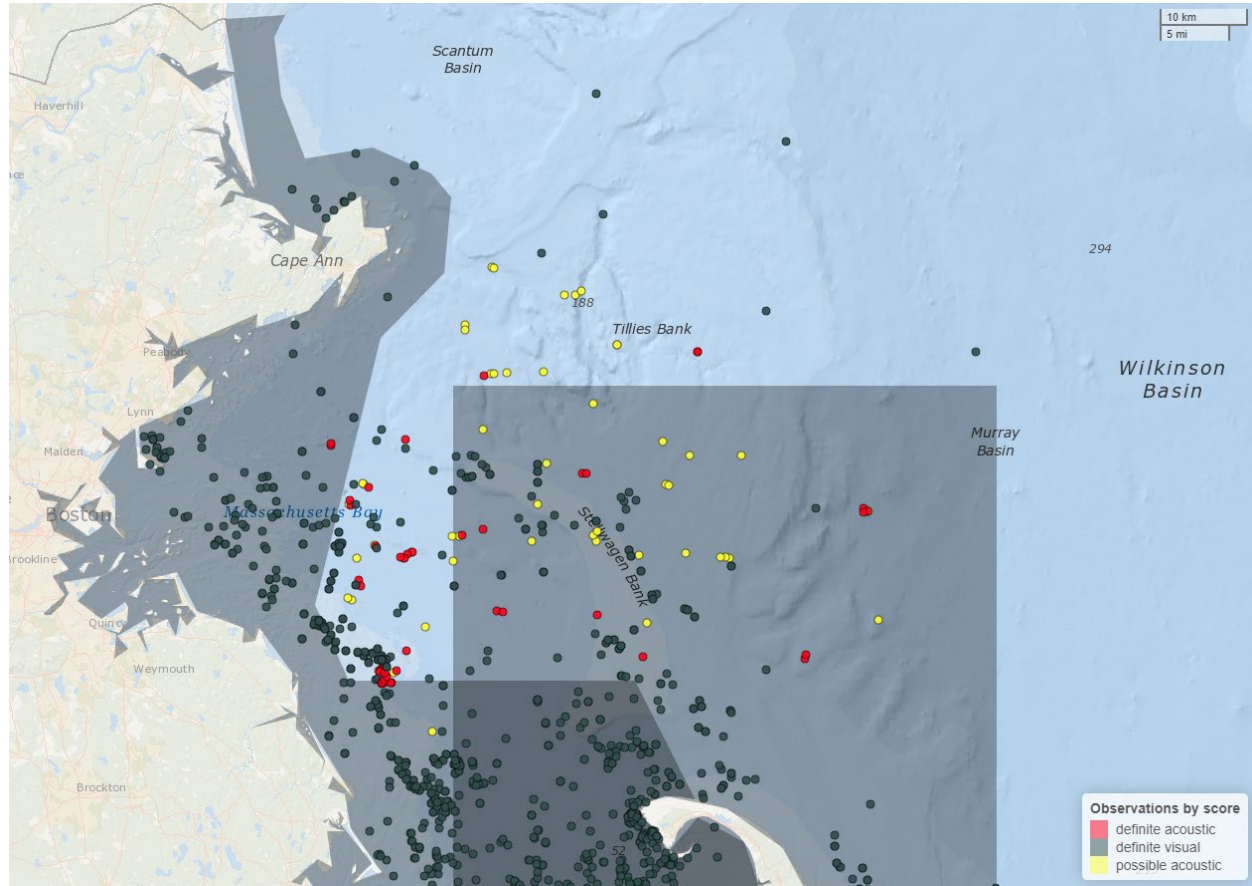 10 km
5 mi
Scantum
Basin
Haverhill
294
Cape Ann
188
Tillies Bank
Peabody
Wilkinson
Basin
Lynn
Murray
Basin
Malden
Boston
Massachusetts Bay
Stellwagen Bank
Brookline
Quincy
Weymouth
Brockton
52
Observations by score
definite acoustic
definite visual
possible acoustic